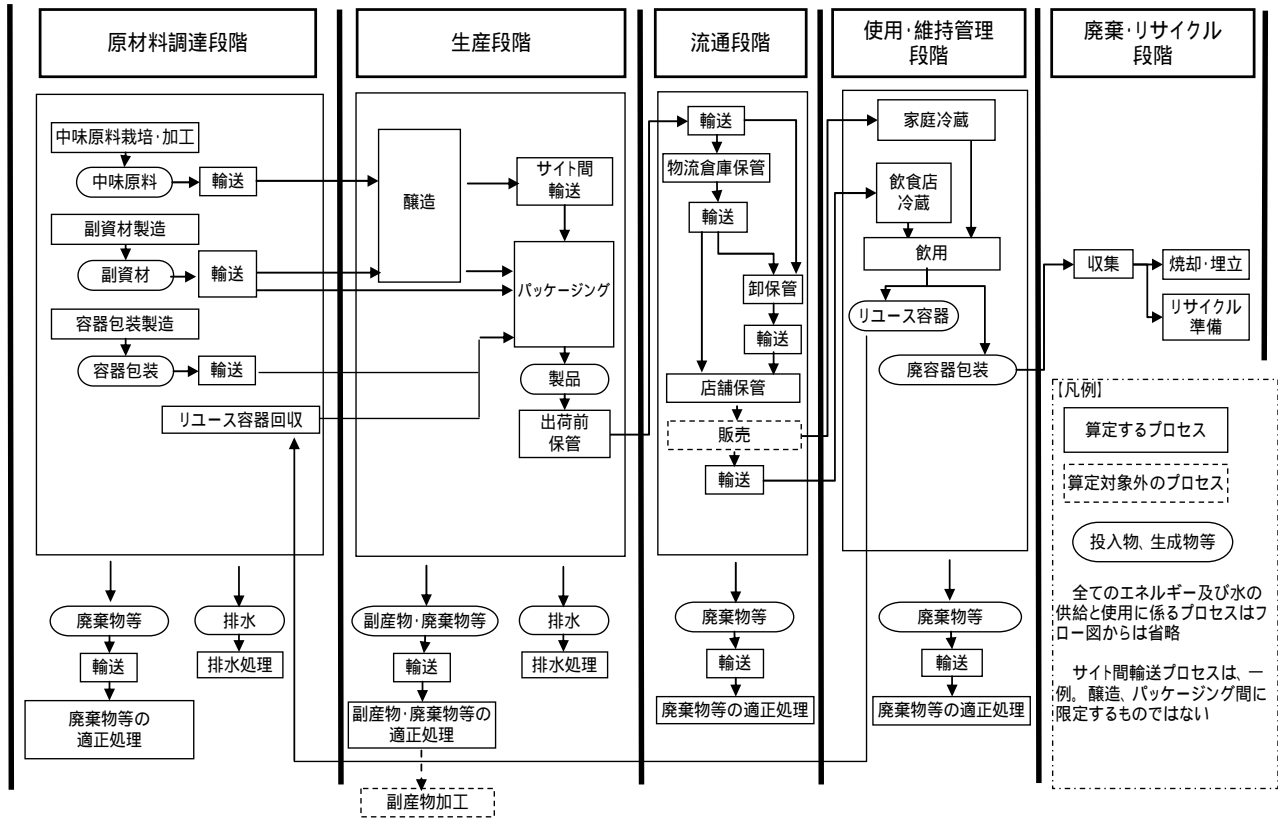 原材料調達段階
生産段階
流通段階
使用・維持管理
段階
廃棄・リサイクル
段階
中味原料栽培・加工
中味原料
輸送
副資材製造
副資材
輸送
容器包装製造
容器包装
輸送
リユース容器回収
廃棄物等
輸送
廃棄物等の
適正処理
排水
排水処理
醸造
サイト間
輸送
パッケージング
製品
出荷前
保管
副産物・廃棄物等
輸送
副産物・廃棄物等の
適正処理
副産物加工
排水
排水処理
輸送
物流倉庫保管
輸送
卸保管
輸送
店舗保管
販売
輸送
廃棄物等
輸送
廃棄物等の適正処理
家庭冷蔵
飲食店
冷蔵
飲用
リユース容器
廃容器包装
廃棄物等
輸送
廃棄物等の適正処理
収集
焼却・埋立
リサイクル
準備
【凡例】
算定するプロセス
算定対象外のプロセス
投入物、生成物等
全てのエネルギー及び水の
供給と使用に係るプロセスはフ
ロー図からは省略
サイト間輸送プロセスは、一
例。醸造、パッケージング間に
限定するものではない